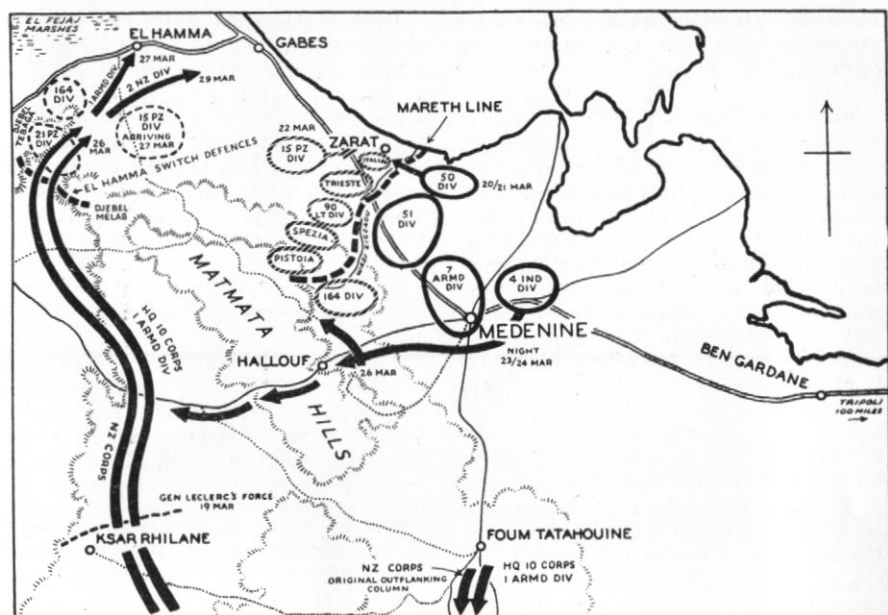 EL FEJAJ
MARSHES
EL HAMMA
GABES
27 MAR
1 ARMD DIV
2 NZ DIV
29 MAR
164
DIV
DJEBEL
TEBAGA
21 PZ
DIV
26
MAR
15 PZ
DIV
ARRIVING
27 MAR
EL HAMMA SWITCH DEFENCES
DJEBEL
MELAB
MARETH LINE
22 MAR
15 PZ
DIV
ZARAT
ITALIAN
TRIESTE
90
LT DIV
SPEZIA
PISTOIA
WADI ZIGZAOU
164 DIV
50
DIV
20/21 MAR
51
DIV
7
ARMD
DIV
4 IND
DIV
MEDENINE
NIGHT
23/24 MAR
BEN GARDANE
TRIPOLI
100 MILES
MATMATA
HILLS
HALLOUF
26 MAR
HQ 10 CORPS
1 ARMD DIV
NZ CORPS
GEN LECLERC'S FORCE
19 MAR
KSAR RHILANE
FOUM TATAHOUINE
NZ CORPS
ORIGINAL OUTFLANKING
COLUMN
HQ 10 CORPS
1 ARMD DIV